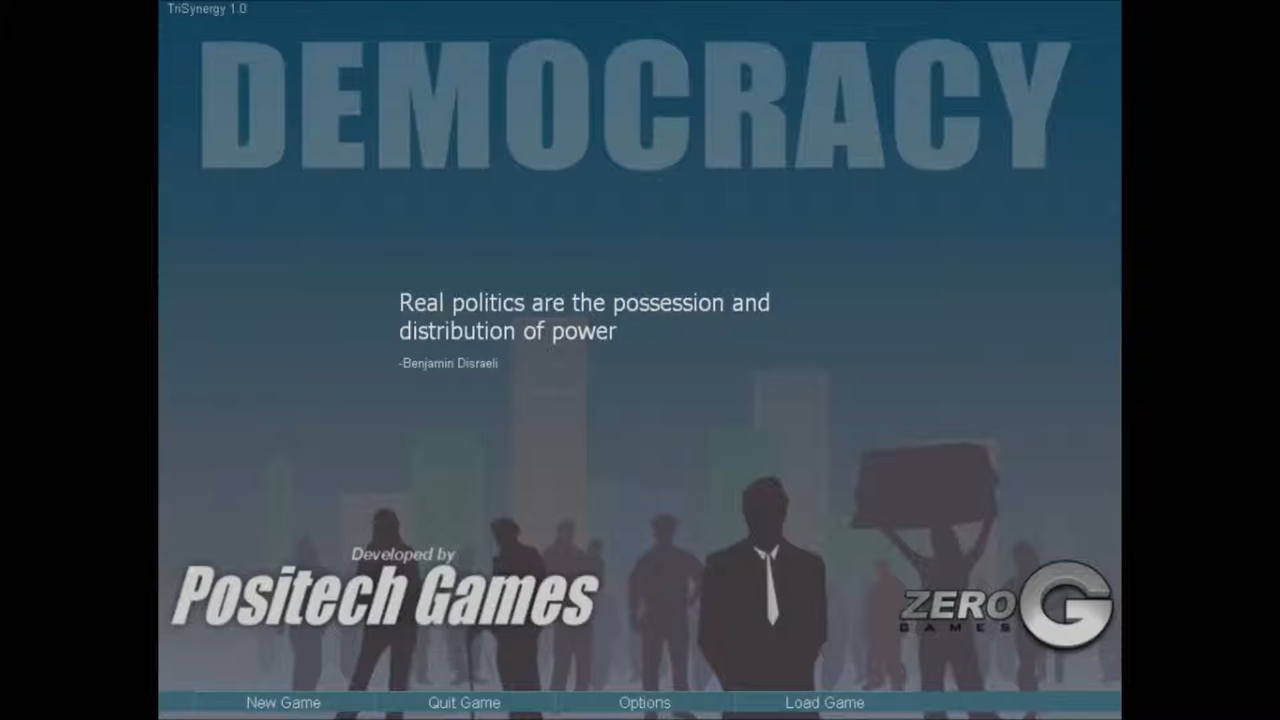 TriSynergy 1.0
DEMOCRACY
Real politics are the possession and
distribution of power
-Benjamin Disraeli
Developed by
Positech Games
ZERO G
GAMES
New Game
Quit Game
Options
Load Game